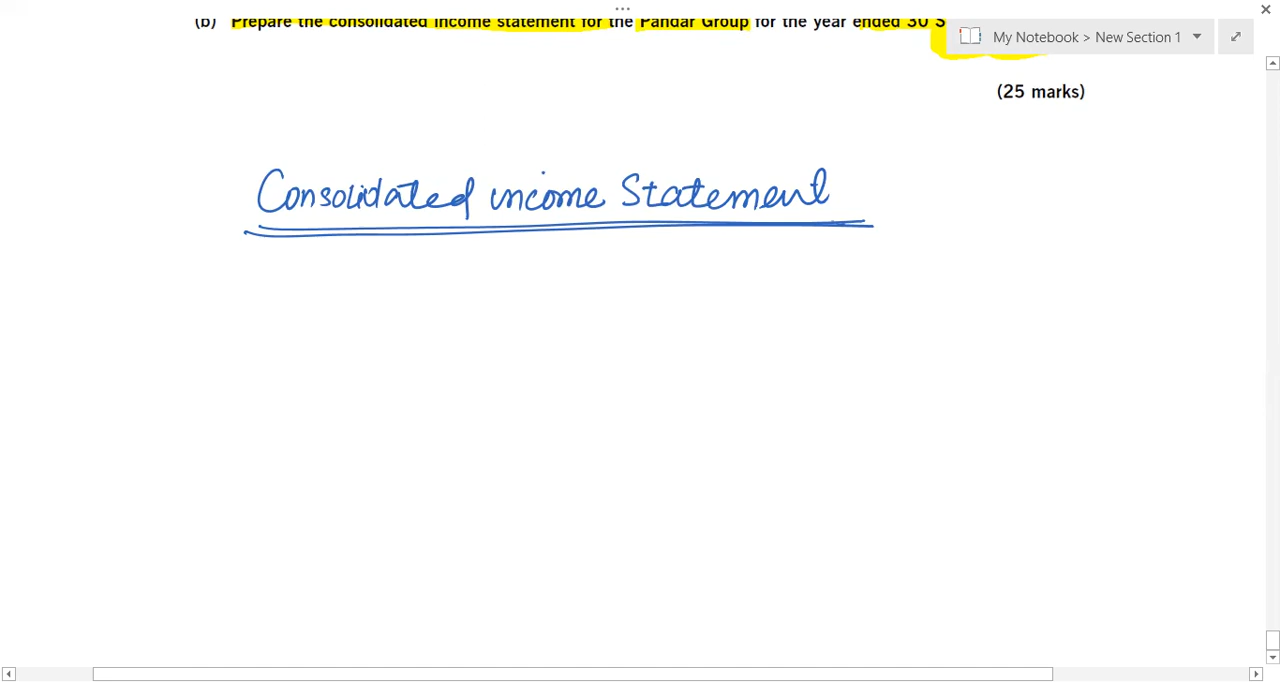 (b) Prepare the consolidated income statement for the Pandar Group for the year ended 30 S
My Notebook > New Section 1
(25 marks)
Consolidated income Statement